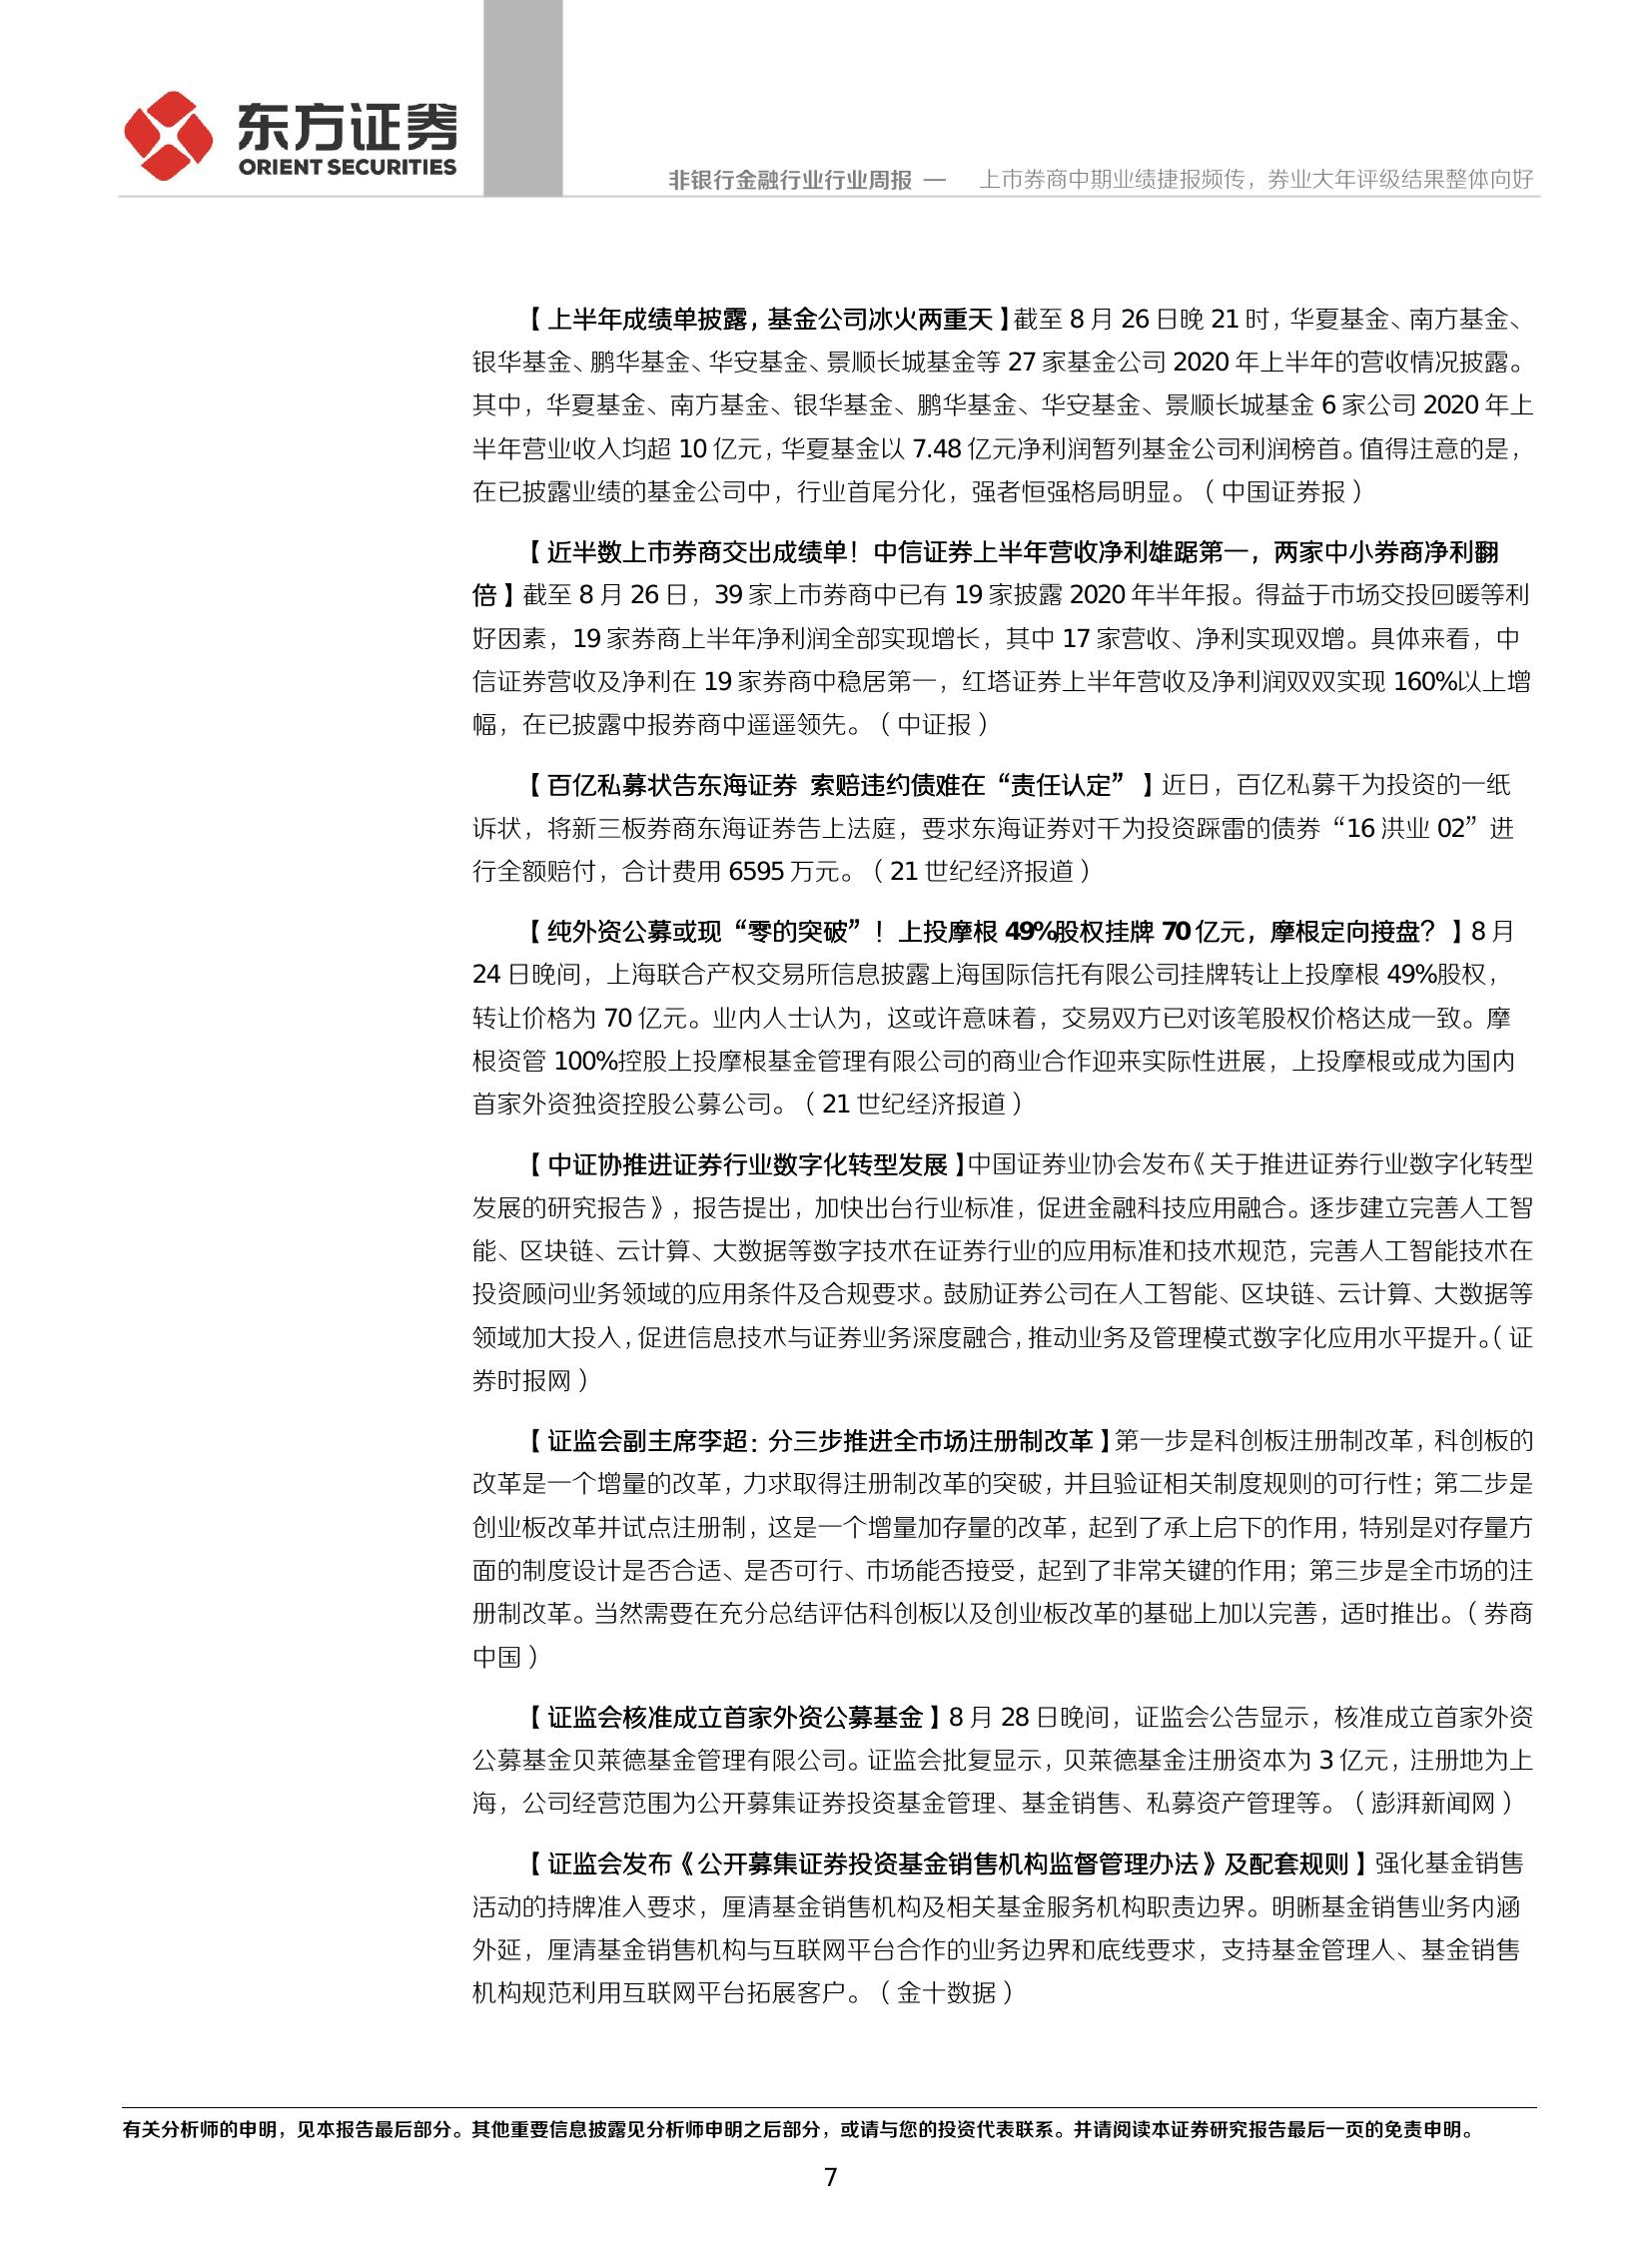 东方证券
ORIENT SECURITIES
非银行金融行业行业周报 — 上市券商中期业绩捷报频传，券业大年评级结果整体向好
【上半年成绩单披露，基金公司冰火两重天】截至 8 月 26 日晚 21 时，华夏基金、南方基金、
银华基金、鹏华基金、华安基金、景顺长城基金等 27 家基金公司 2020 年上半年的营收情况披露。
其中，华夏基金、南方基金、银华基金、鹏华基金、华安基金、景顺长城基金 6 家公司 2020 年上
半年营业收入均超 10 亿元，华夏基金以 7.48 亿元净利润暂列基金公司利润榜首。值得注意的是，
在已披露业绩的基金公司中，行业首尾分化，强者恒强格局明显。（中国证券报）
【近半数上市券商交出成绩单！中信证券上半年营收净利雄踞第一，两家中小券商净利翻
倍】截至 8 月 26 日，39 家上市券商中已有 19 家披露 2020 年半年报。得益于市场交投回暖等利
好因素，19 家券商上半年净利润全部实现增长，其中 17 家营收、净利实现双增。具体来看，中
信证券营收及净利在 19 家券商中稳居第一，红塔证券上半年营收及净利润双双实现 160%以上增
幅，在已披露中报券商中遥遥领先。（中证报）
【百亿私募状告东海证券 索赔违约债难在“责任认定”】近日，百亿私募千为投资的一纸
诉状，将新三板券商东海证券告上法庭，要求东海证券对千为投资踩雷的债券“16 洪业 02”进
行全额赔付，合计费用 6595 万元。（21 世纪经济报道）
【纯外资公募或现“零的突破”！上投摩根 49%股权挂牌 70 亿元，摩根定向接盘？】8 月
24 日晚间，上海联合产权交易所信息披露上海国际信托有限公司挂牌转让上投摩根 49%股权，
转让价格为 70 亿元。业内人士认为，这或许意味着，交易双方已对该笔股权价格达成一致。摩
根资管 100%控股上投摩根基金管理有限公司的商业合作迎来实际性进展，上投摩根或成为国内
首家外资独资控股公募公司。（21 世纪经济报道）
【中证协推进证券行业数字化转型发展】中国证券业协会发布《关于推进证券行业数字化转型
发展的研究报告》，报告提出，加快出台行业标准，促进金融科技应用融合。逐步建立完善人工智
能、区块链、云计算、大数据等数字技术在证券行业的应用标准和技术规范，完善人工智能技术在
投资顾问业务领域的应用条件及合规要求。鼓励证券公司在人工智能、区块链、云计算、大数据等
领域加大投入，促进信息技术与证券业务深度融合，推动业务及管理模式数字化应用水平提升。（证
券时报网）
【证监会副主席李超：分三步推进全市场注册制改革】第一步是科创板注册制改革，科创板的
改革是一个增量的改革，力求取得注册制改革的突破，并且验证相关制度规则的可行性；第二步是
创业板改革并试点注册制，这是一个增量加存量的改革，起到了承上启下的作用，特别是对存量方
面的制度设计是否合适、是否可行、市场能否接受，起到了非常关键的作用；第三步是全市场的注
册制改革。当然需要在充分总结评估科创板以及创业板改革的基础上加以完善，适时推出。（券商
中国）
【证监会核准成立首家外资公募基金】8 月 28 日晚间，证监会公告显示，核准成立首家外资
公募基金贝莱德基金管理有限公司。证监会批复显示，贝莱德基金注册资本为 3 亿元，注册地为上
海，公司经营范围为公开募集证券投资基金管理、基金销售、私募资产管理等。（澎湃新闻网）
【证监会发布《公开募集证券投资基金销售机构监督管理办法》及配套规则】强化基金销售
活动的持牌准入要求，厘清基金销售机构及相关基金服务机构职责边界。明晰基金销售业务内涵
外延，厘清基金销售机构与互联网平台合作的业务边界和底线要求，支持基金管理人、基金销售
机构规范利用互联网平台拓展客户。（金十数据）
有关分析师的申明，见本报告最后部分。其他重要信息披露见分析师申明之后部分，或请与您的投资代表联系。并请阅读本证券研究报告最后一页的免责申明。
7